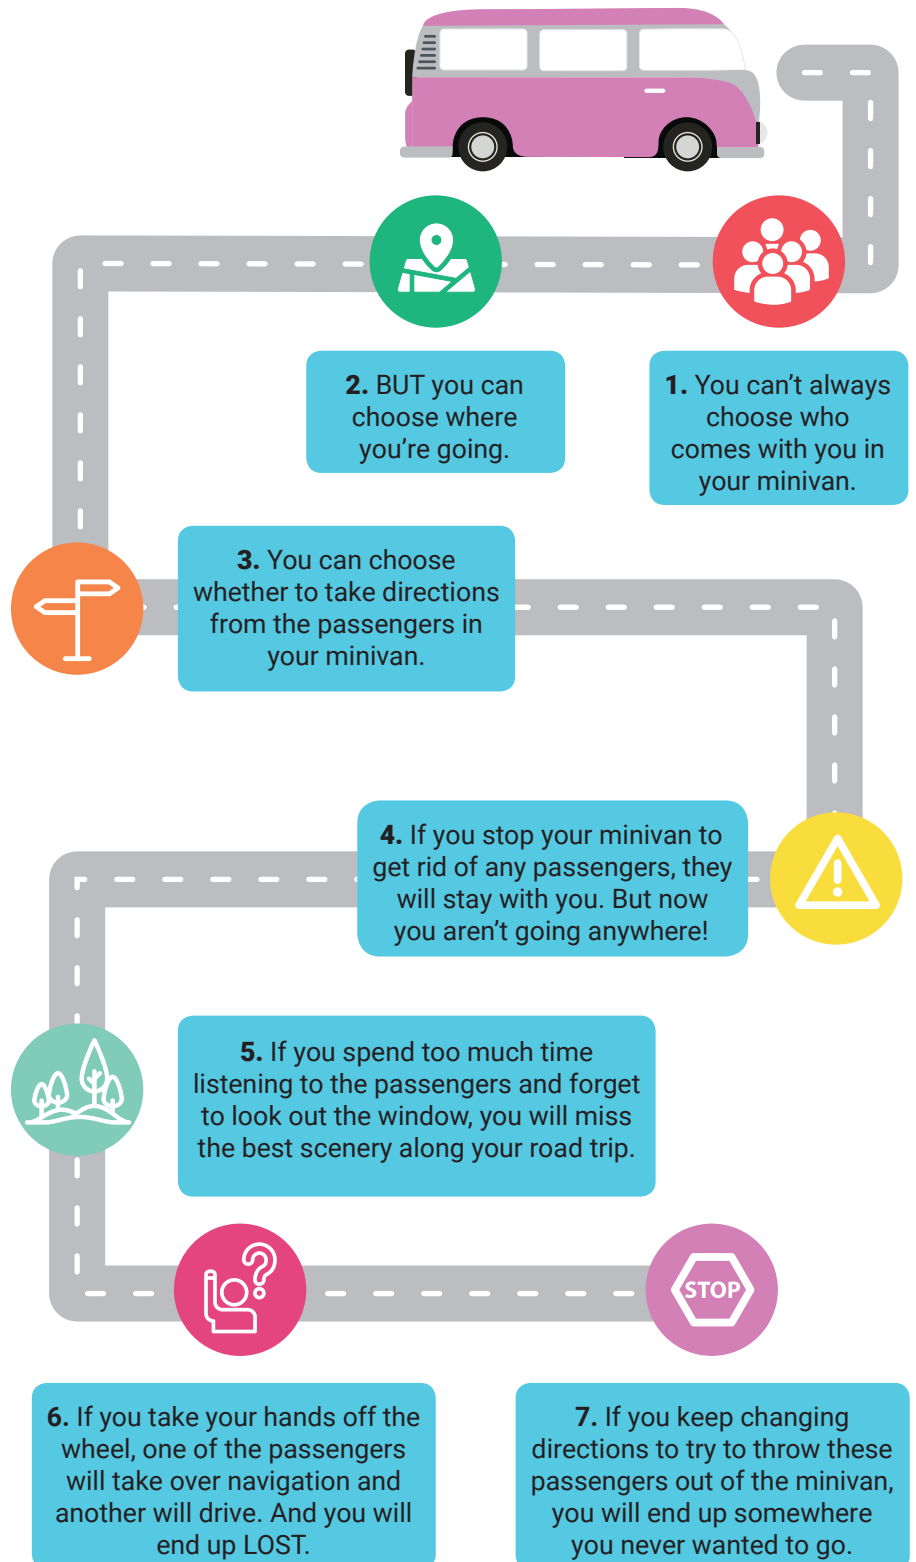 1. You can't always
choose who
comes with you in
your minivan.
2. BUT you can
choose where
you're going.
3. You can choose
whether to take directions
from the passengers in
your minivan.
4. If you stop your minivan to
get rid of any passengers, they
will stay with you. But now
you aren't going anywhere!
5. If you spend too much time
listening to the passengers and forget
to look out the window, you will miss
the best scenery along your road trip.
STOP
6. If you take your hands off the
wheel, one of the passengers
will take over navigation and
another will drive. And you will
end up LOST.
7. If you keep changing
directions to try to throw these
passengers out of the minivan,
you will end up somewhere
you never wanted to go.